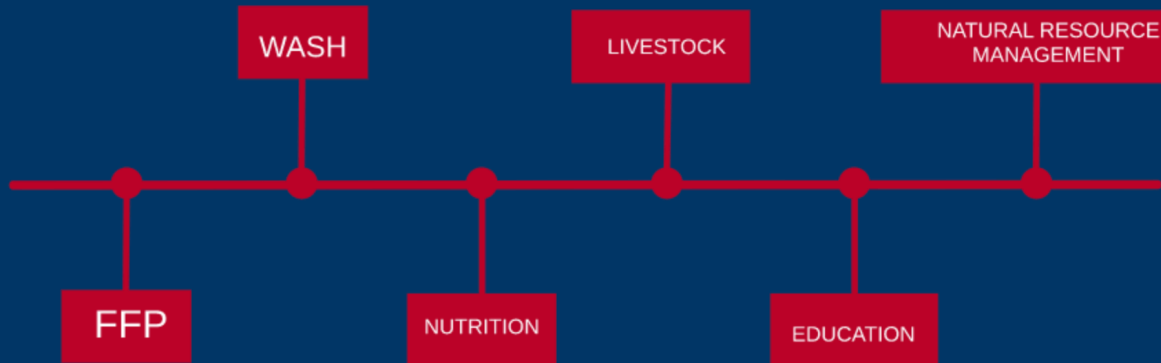 WASH
LIVESTOCK
NATURAL RESOURCE
MANAGEMENT
FFP
NUTRITION
EDUCATION